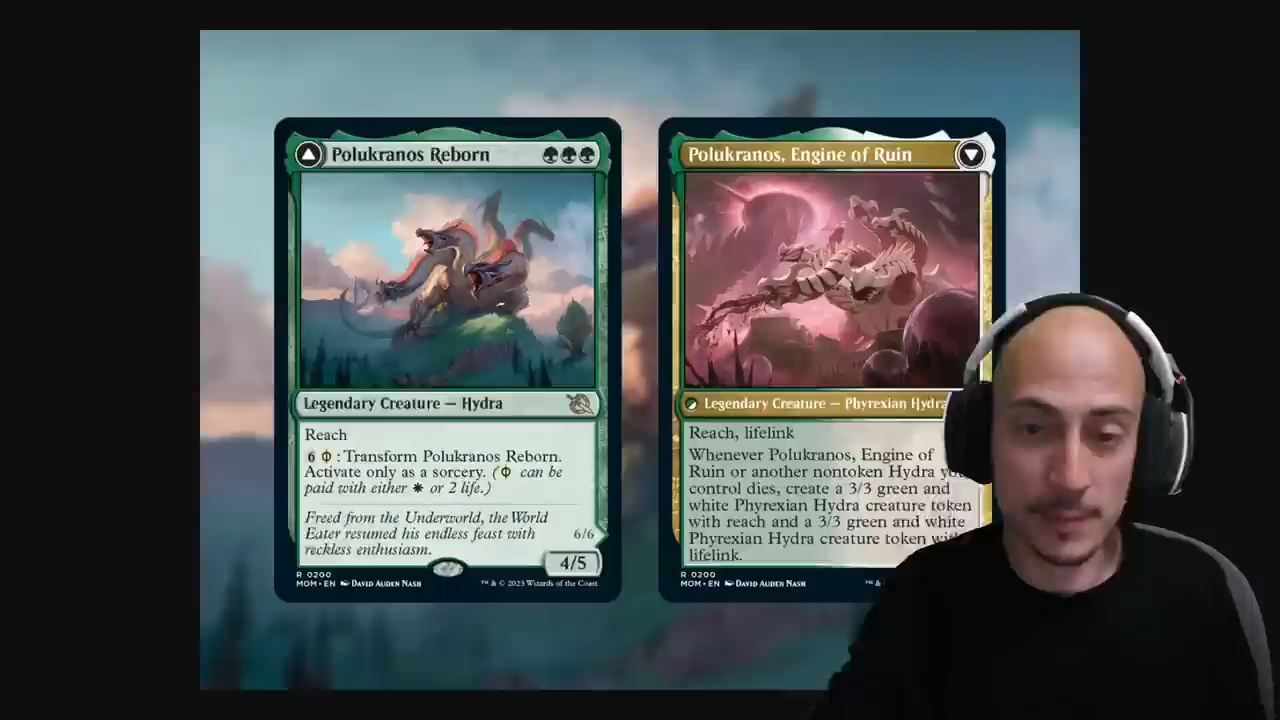 Polukranos Reborn
Legendary Creature — Hydra
Reach
6 : Transform Polukranos Reborn.
Activate only as a sorcery. ( can be
paid with either or 2 life.)
Freed from the Underworld, the World
Eater resumed his endless feast with
reckless enthusiasm.
6/6
4/5
R 0200
MOM • EN DAVID AUDEN NASH
™ & © 2023 Wizards of the Coast
Polukranos, Engine of Ruin
Legendary Creature — Phyrexian Hydra
Reach, lifelink
Whenever Polukranos, Engine of
Ruin or another nontoken Hydra
control dies, create a 3/3 green and
white Phyrexian Hydra creature token
with reach and a 3/3 green and white
Phyrexian Hydra creature token
lifelink.
R 0200
MOM • EN DAVID AUDEN NASH
™ &